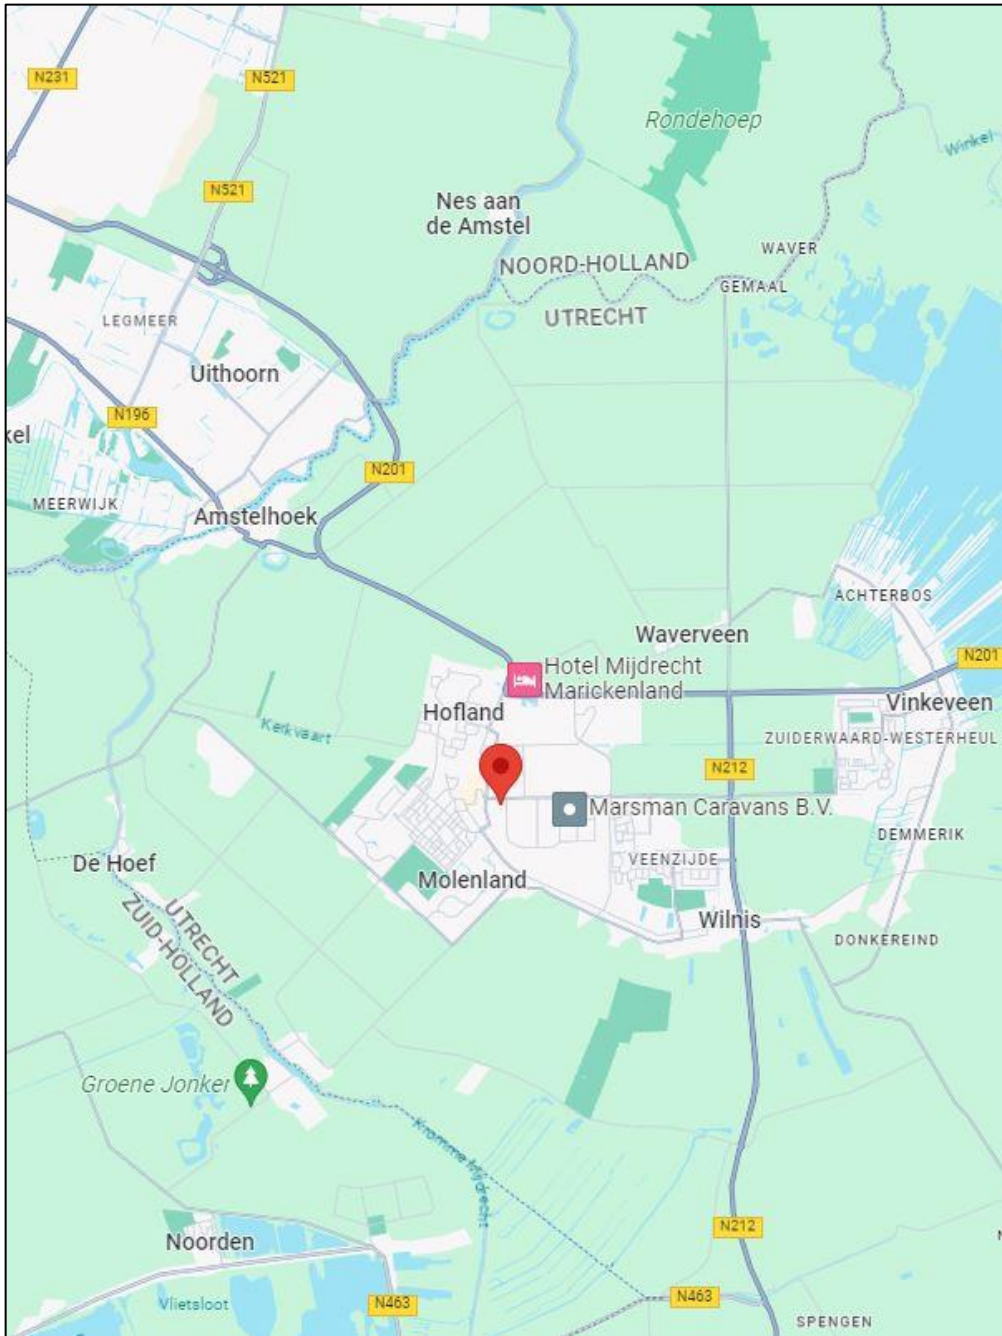 N231
N521
Rondehoep
Winkel
N521
Nes aan
de Amstel
WAVER
NOORD-HOLLAND
GEMAAL
UTRECHT
LEGMEER
Uithoorn
N196
kel
N201
MEERWIJK
Amstelhoek
ACHTERBOS
Waverveen
N201
Hotel Mijdrecht
Marickenland
Vinkeveen
Hofland
Kerkvaart
ZUIDERWAARD-WESTERHEUL
N212
Marsman Caravans B.V.
DEMMERIK
VEENZIJDE
De Hoef
Molenland
Wilnis
DONKEREIND
UTRECHT
ZUID-HOLLAND
Groene Jonker
Kromme Mijdrecht
N212
Noorden
Vlietsloot
N463
N463
SPENGEN